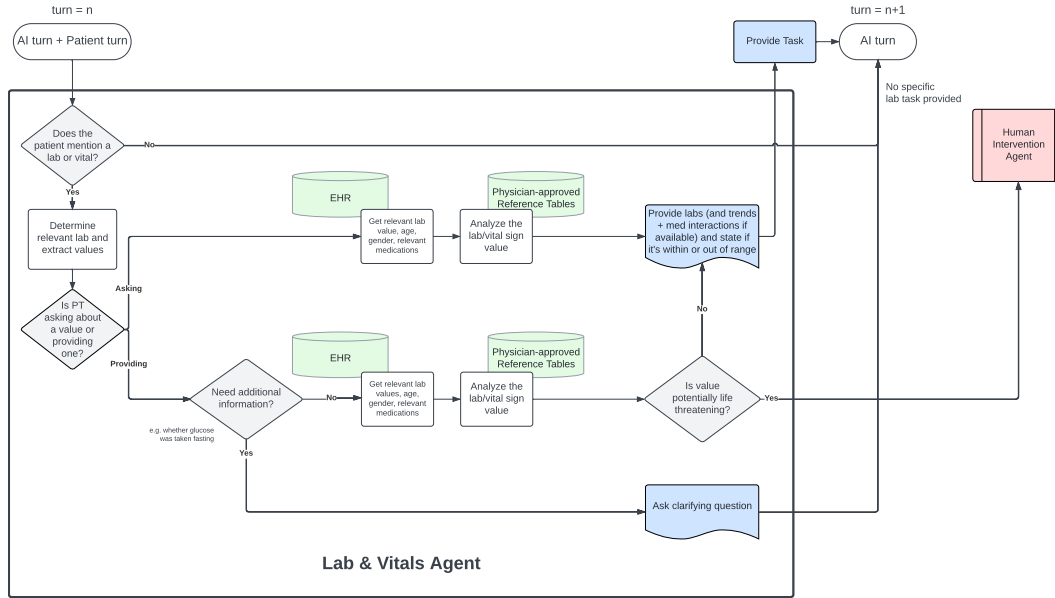 turn = n
turn = n+1
AI turn + Patient turn
Provide Task
AI turn
No specific
lab task provided
Human
Intervention
Agent
Does the
patient mention a
lab or vital?
No
Yes
Determine
relevant lab and
extract values
EHR
Physician-approved
Reference Tables
Get relevant lab
value, age,
gender, relevant
medications
Analyze the
lab/vital sign
value
Provide labs (and trends
+ med interactions if
available) and state if
it's within or out of range
Asking
Is PT
asking about
a value or
providing
one?
Providing
No
EHR
Physician-approved
Reference Tables
Need additional
information?
No
Get relevant lab
values, age,
gender, relevant
medications
Analyze the
lab/vital sign
value
Is value
potentially life
threatening?
Yes
e.g. whether glucose
was taken fasting
Yes
Ask clarifying question
Lab & Vitals Agent